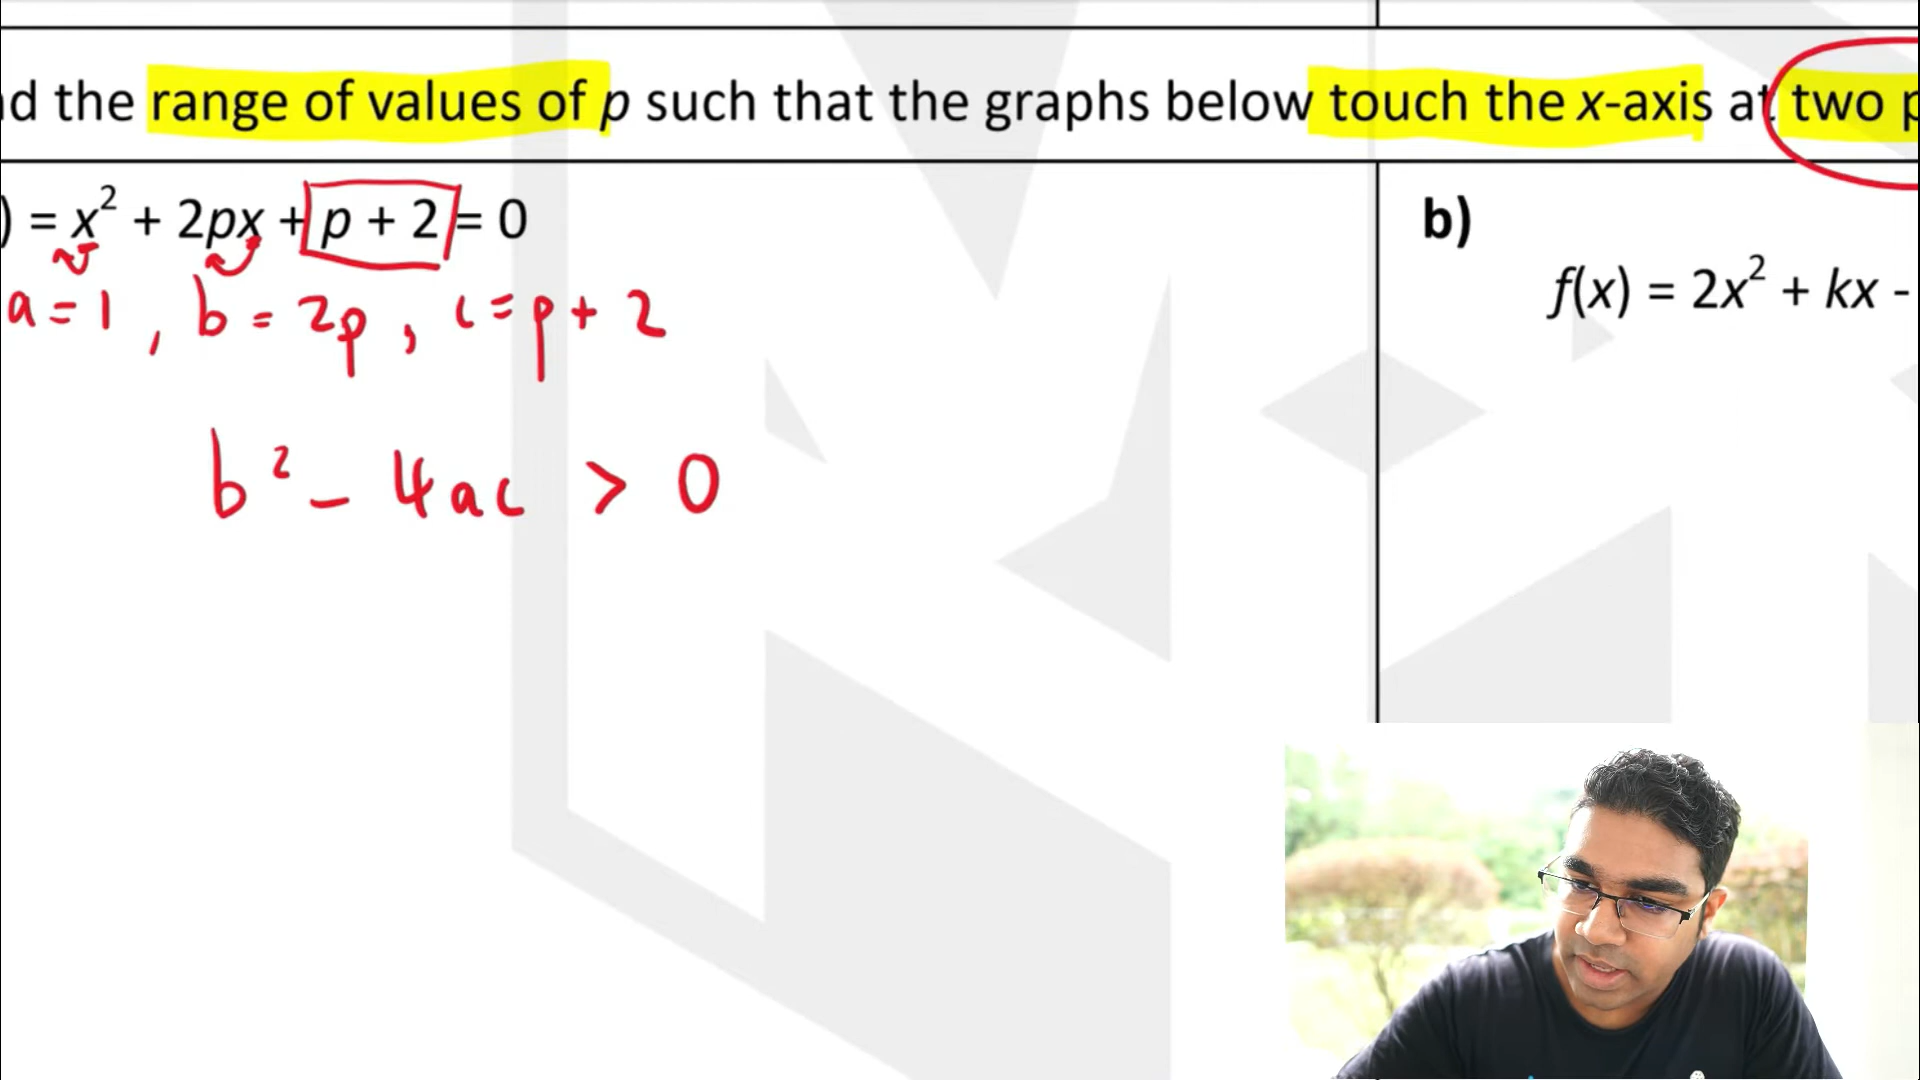 the range of values of p such that the graphs below touch the x-axis at two
) = x² + 2px + p + 2 = 0
a = 1 , b = 2p , c = p + 2
b² - 4ac > 0
b)
f(x) = 2x² + kx -